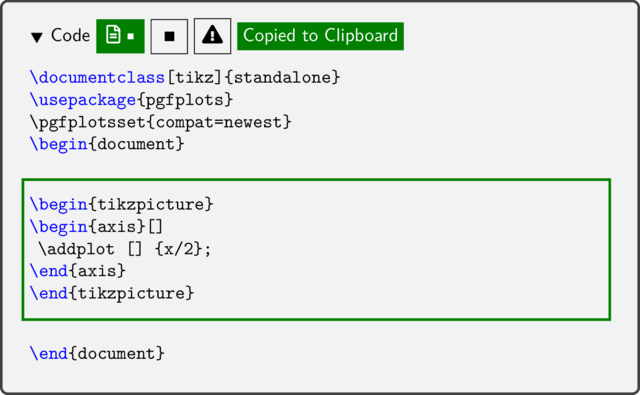 Code Copied to Clipboard
\documentclass[tikz]{standalone}
\usepackage{pgfplots}
\pgfplotsset{compat=newest}
\begin{document}
\begin{tikzpicture}
\begin{axis}[]
\addplot [] {x/2};
\end{axis}
\end{tikzpicture}
\end{document}